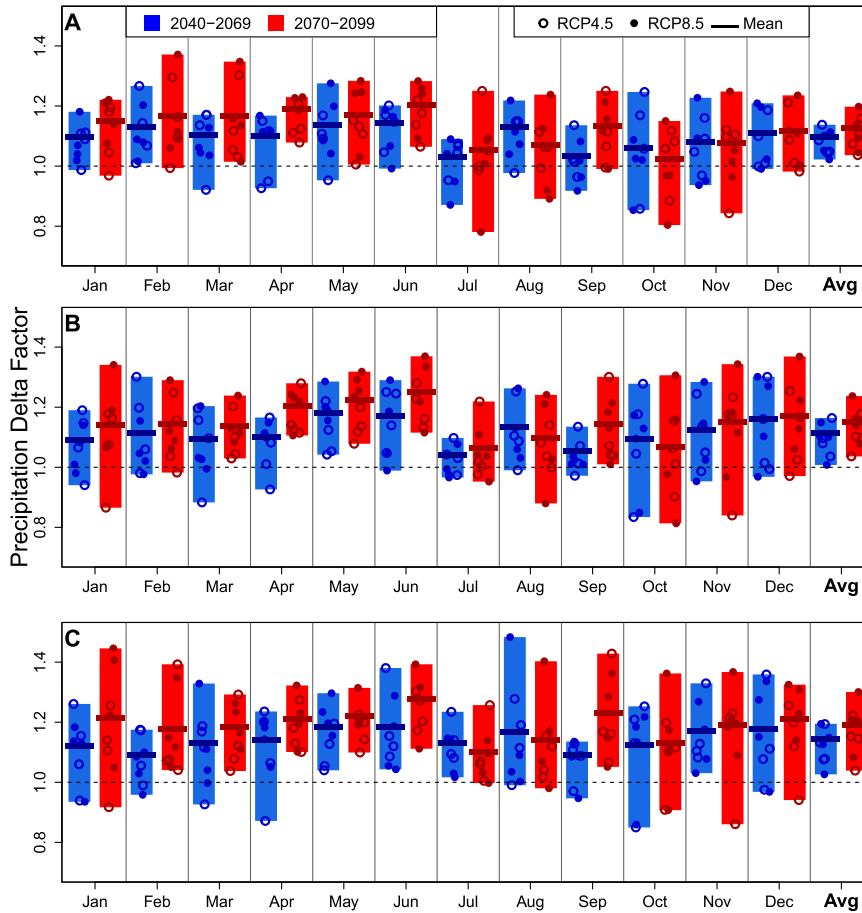 A
2040−2069
2070−2099
RCP4.5
RCP8.5
Mean
1.4
1.2
1.0
0.8
Jan Feb Mar Apr May Jun Jul Aug Sep Oct Nov Dec Avg
Precipitation Delta Factor
B
1.4
1.2
1.0
0.8
Jan Feb Mar Apr May Jun Jul Aug Sep Oct Nov Dec Avg
C
1.4
1.2
1.0
0.8
Jan Feb Mar Apr May Jun Jul Aug Sep Oct Nov Dec Avg